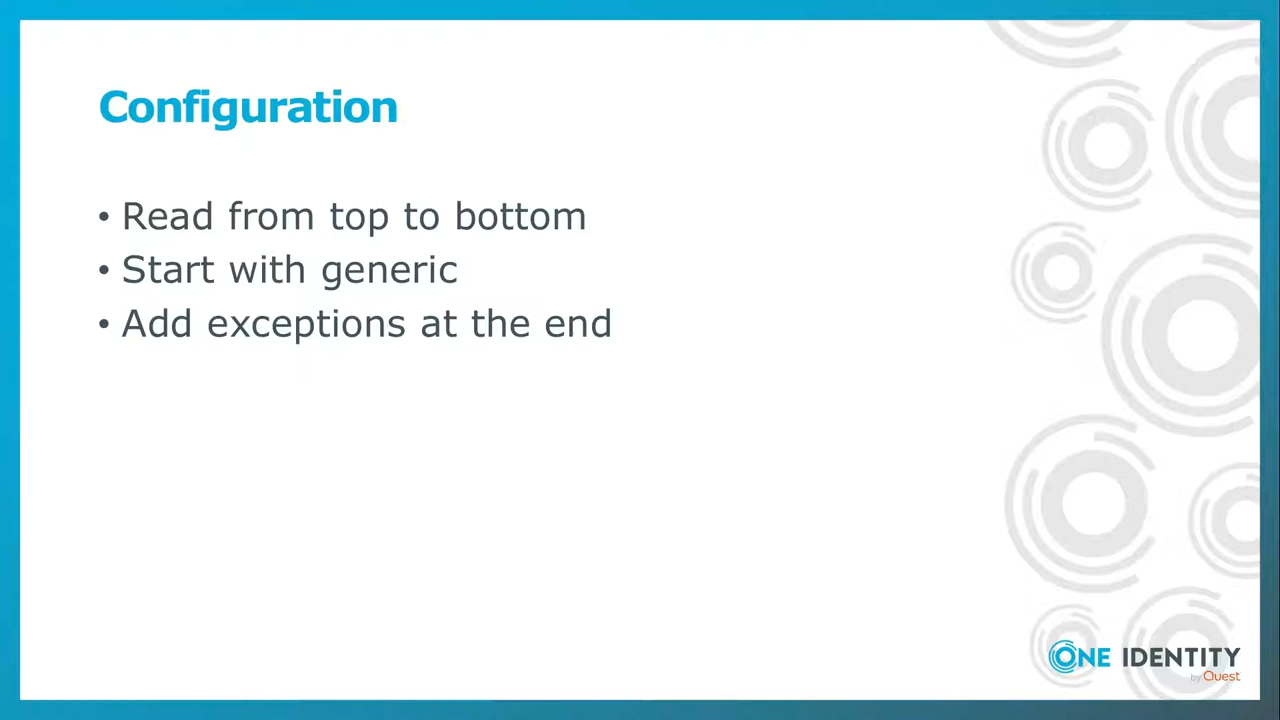 Configuration
• Read from top to bottom
• Start with generic
• Add exceptions at the end
ONE IDENTITY
by Quest